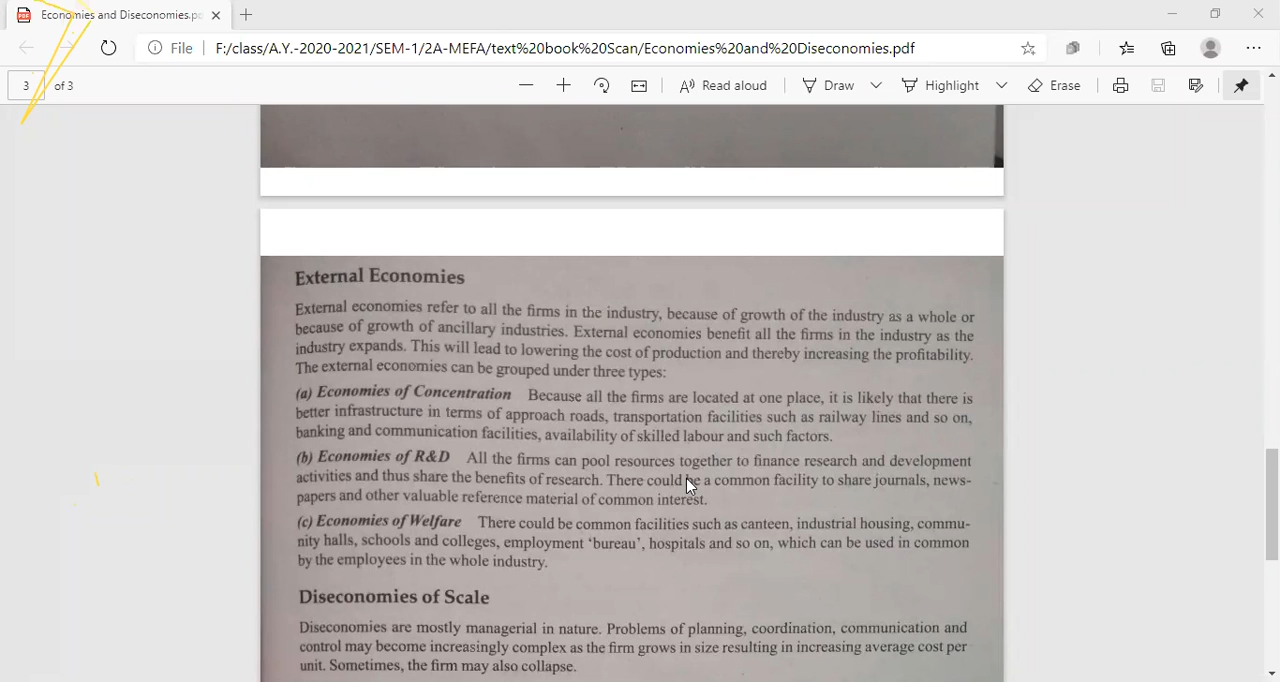 Economies and Diseconomies.p
File F:/class/A.Y.-2020-2021/SEM-1/2A-MEFA/text%20book%20Scan/Economies%20and%20Diseconomies.pdf
3 of 3 Read aloud Draw Highlight Erase
External Economies
External economies refer to all the firms in the industry, because of growth of the industry as a whole or
because of growth of ancillary industries. External economies benefit all the firms in the industry as the
industry expands. This will lead to lowering the cost of production and thereby increasing the profitability.
The external economies can be grouped under three types:
(a) Economies of Concentration Because all the firms are located at one place, it is likely that there is
better infrastructure in terms of approach roads, transportation facilities such as railway lines and so on,
banking and communication facilities, availability of skilled labour and such factors.
(b) Economies of R&D All the firms can pool resources together to finance research and development
activities and thus share the benefits of research. There could be a common facility to share journals, news-
papers and other valuable reference material of common interest.
(c) Economies of Welfare There could be common facilities such as canteen, industrial housing, commu-
nity halls, schools and colleges, employment ‘bureau’, hospitals and so on, which can be used in common
by the employees in the whole industry.
Diseconomies of Scale
Diseconomies are mostly managerial in nature. Problems of planning, coordination, communication and
control may become increasingly complex as the firm grows in size resulting in increasing average cost per
unit. Sometimes, the firm may also collapse.